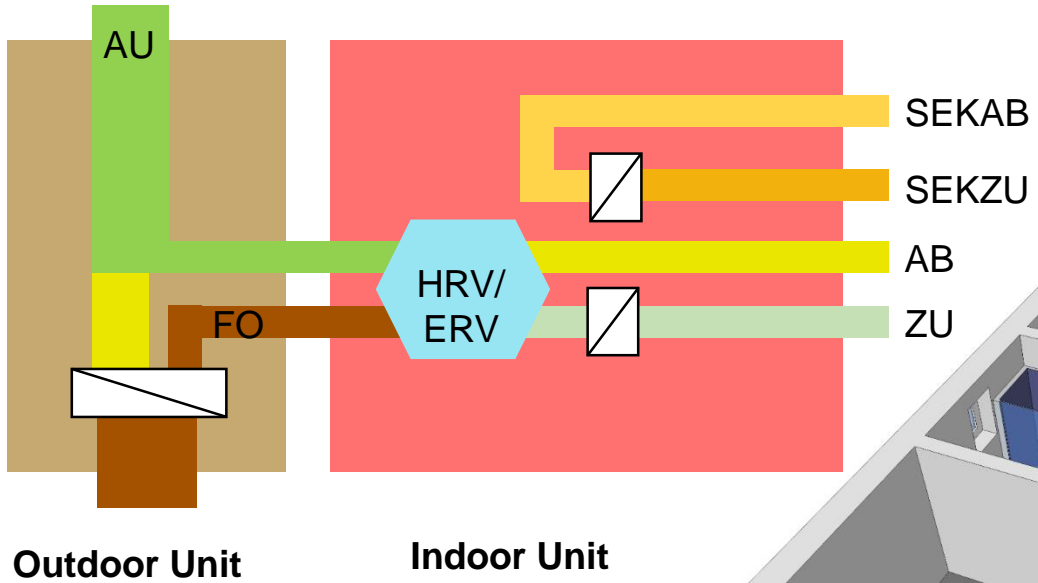 AU
SEKAB
SEKZU
AB
HRV/
ERV
FO
ZU
Outdoor Unit
Indoor Unit